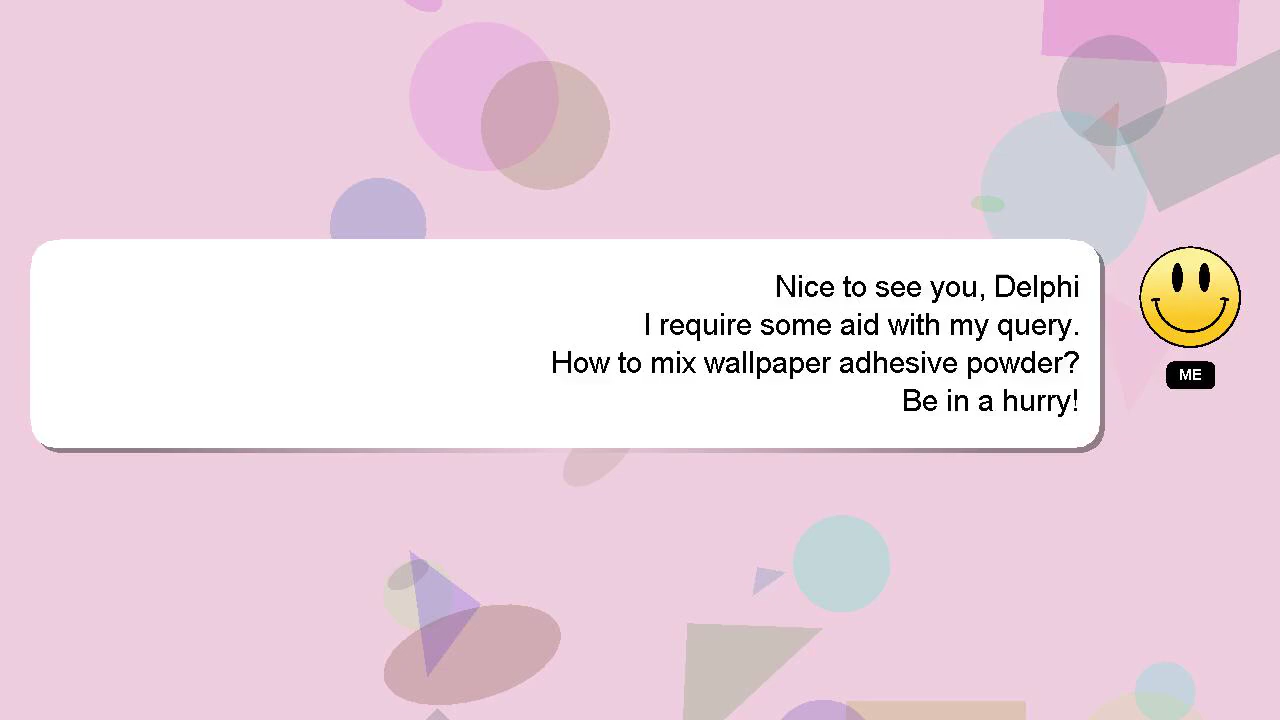 Nice to see you, Delphi
I require some aid with my query.
How to mix wallpaper adhesive powder?
Be in a hurry!
ME